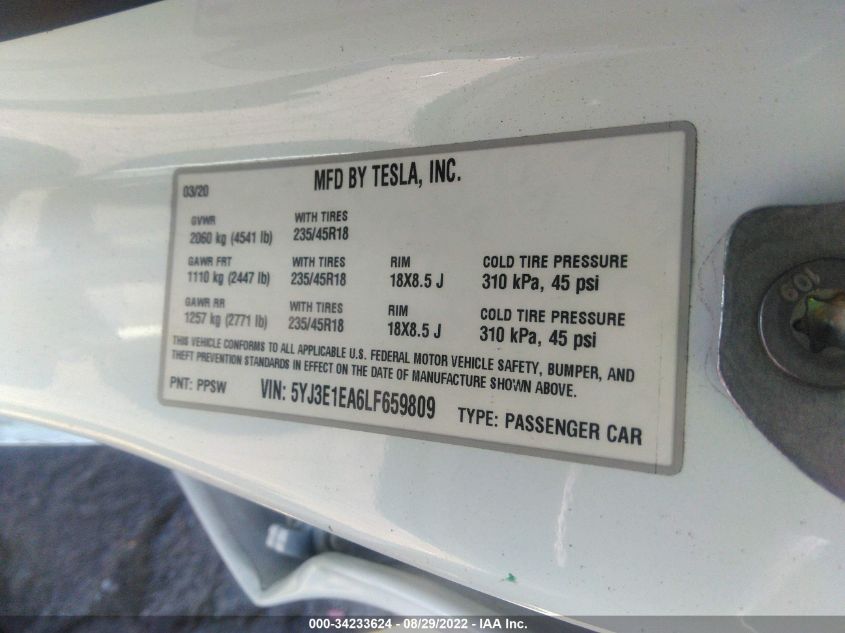 MFD BY TESLA, INC.
03/20
GVWR
2060 kg (4541 lb)
WITH TIRES
235/45R18
GAWR FRT
1110 kg (2447 lb)
WITH TIRES
235/45R18
RIM
18X8.5 J
COLD TIRE PRESSURE
310 kPa, 45 psi
GAWR RR
1257 kg (2771 lb)
WITH TIRES
235/45R18
RIM
18X8.5 J
COLD TIRE PRESSURE
310 kPa, 45 psi
THIS VEHICLE CONFORMS TO ALL APPLICABLE U.S. FEDERAL MOTOR VEHICLE SAFETY, BUMPER, AND
THEFT PREVENTION STANDARDS IN EFFECT ON THE DATE OF MANUFACTURE SHOWN ABOVE.
PNT: PPSW
VIN: 5YJ3E1EA6LF659809
TYPE: PASSENGER CAR
109
000-34233624 - 08/29/2022 - IAA Inc.